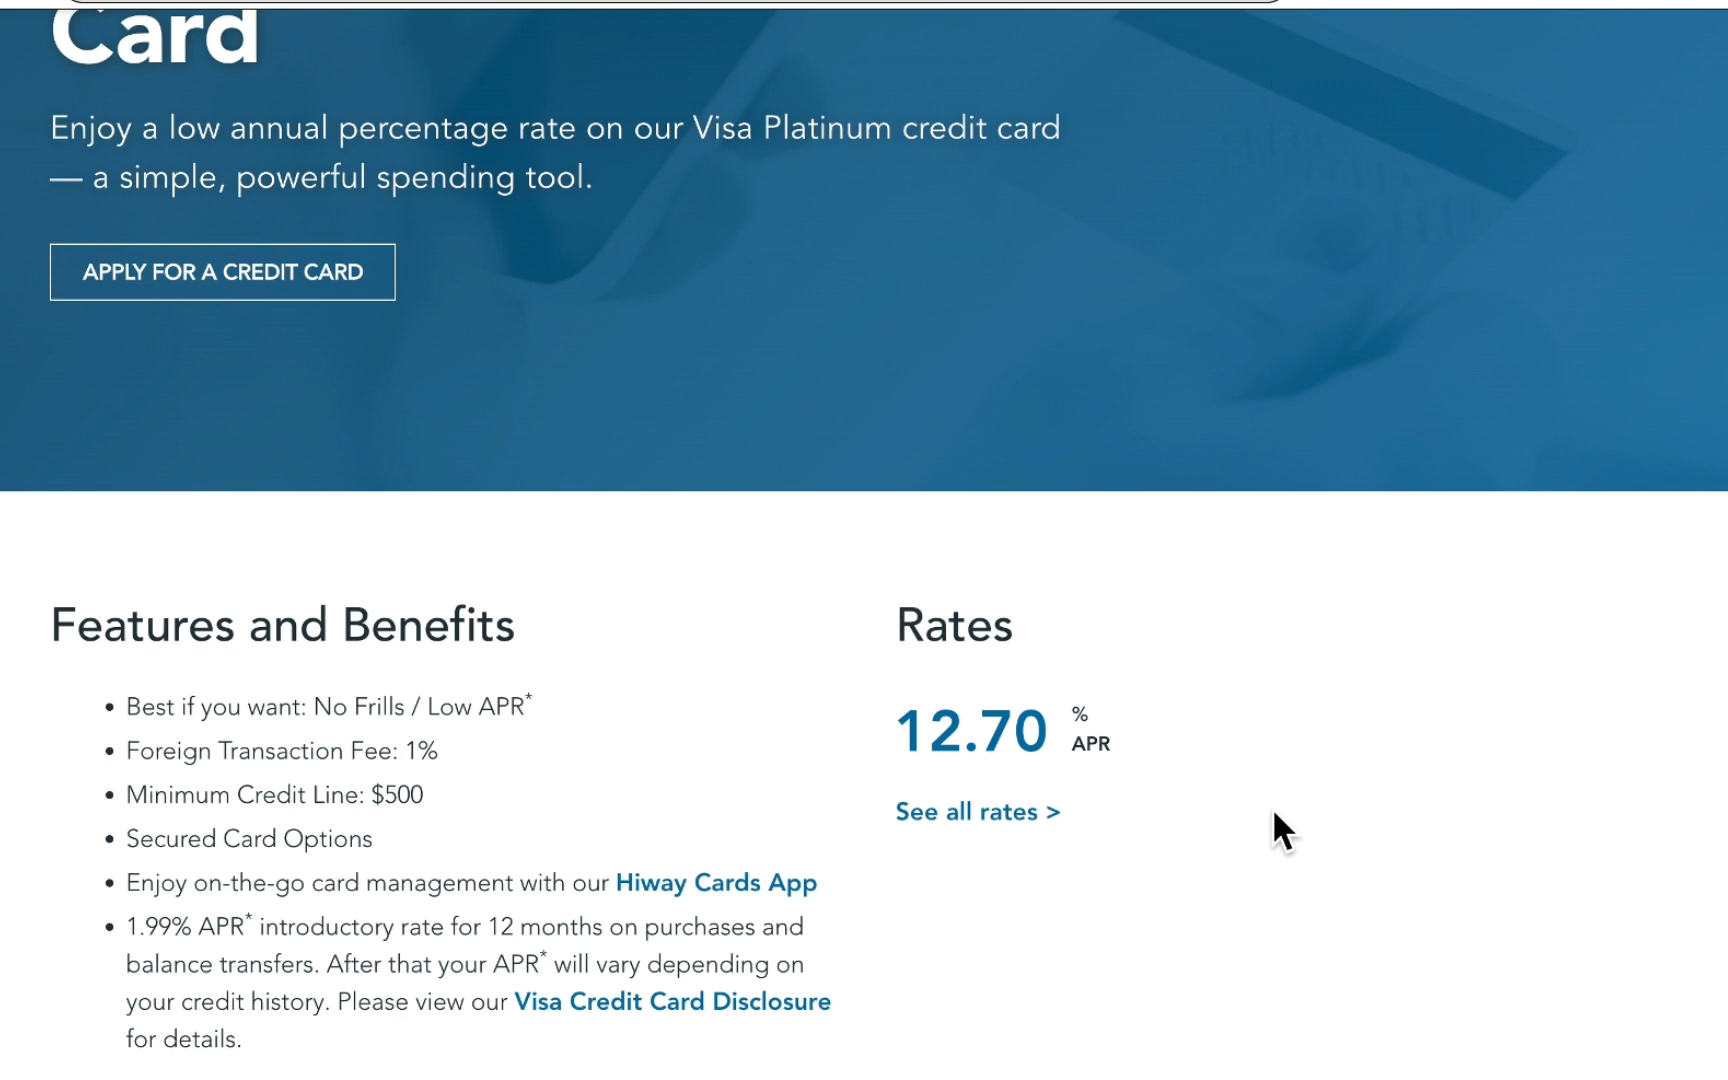 Card
Enjoy a low annual percentage rate on our Visa Platinum credit card
— a simple, powerful spending tool.
APPLY FOR A CREDIT CARD
Features and Benefits
• Best if you want: No Frills / Low APR*
• Foreign Transaction Fee: 1%
• Minimum Credit Line: $500
• Secured Card Options
• Enjoy on-the-go card management with our Hiway Cards App
• 1.99% APR* introductory rate for 12 months on purchases and
balance transfers. After that your APR* will vary depending on
your credit history. Please view our Visa Credit Card Disclosure
for details.
Rates
12.70 % APR
See all rates >